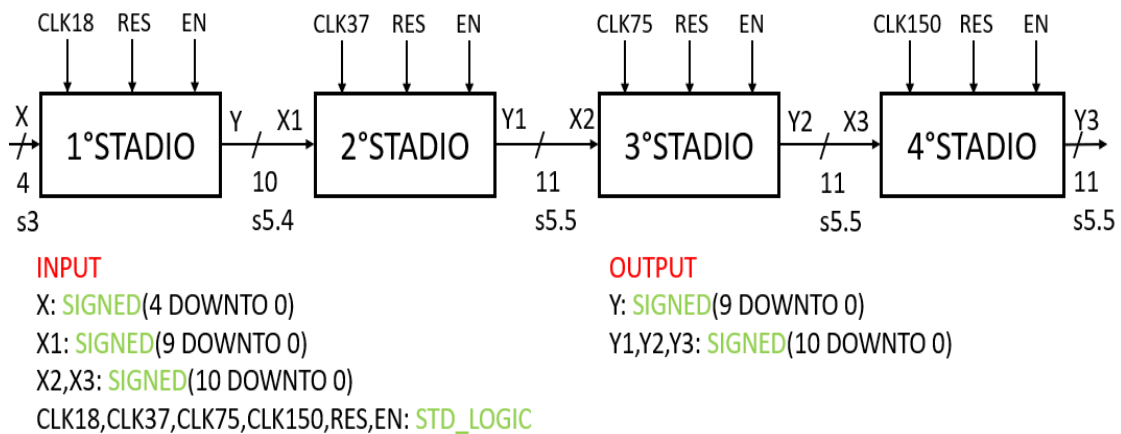 CLK18 RES EN CLK37 RES EN CLK75 RES EN CLK150 RES EN
X 1°STADIO Y X1 2°STADIO Y1 X2 3°STADIO Y2 X3 4°STADIO Y3
4 10 11 11 11
s3 s5.4 s5.5 s5.5 s5.5
INPUT
X: SIGNED(4 DOWNTO 0)
X1: SIGNED(9 DOWNTO 0)
X2,X3: SIGNED(10 DOWNTO 0)
CLK18,CLK37,CLK75,CLK150,RES,EN: STD_LOGIC
OUTPUT
Y: SIGNED(9 DOWNTO 0)
Y1,Y2,Y3: SIGNED(10 DOWNTO 0)